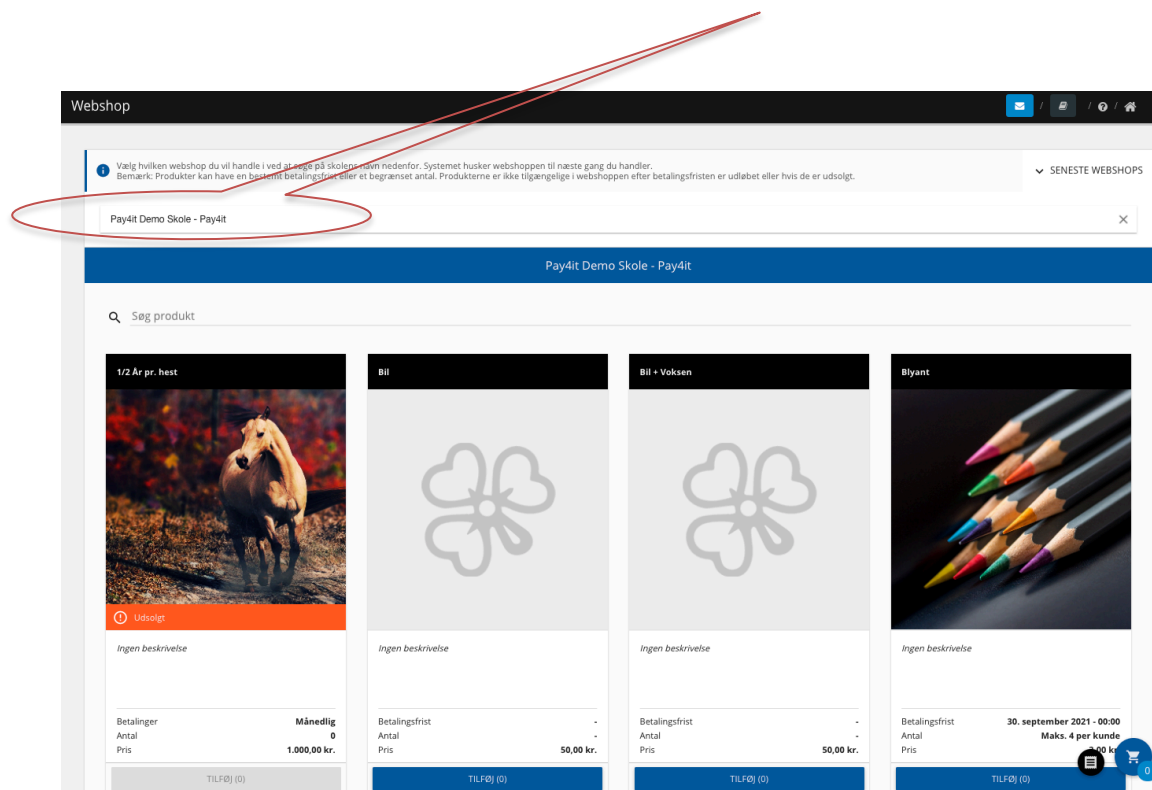 Webshop
/ / /
Vælg hvilken webshop du vil handle i ved at søge på skolens navn nedenfor. Systemet husker webshoppen til næste gang du handler.
Bemærk: Produkter kan have en bestemt betalingsfrist eller et begrænset antal. Produkterne er ikke tilgængelige i webshoppen efter betalingsfristen er udløbet eller hvis de er udsolgt.
SENESTE WEBSHOPS
Pay4it Demo Skole - Pay4it
Pay4it Demo Skole - Pay4it
Søg produkt
1/2 År pr. hest
Udsolgt
Ingen beskrivelse
Betalinger Månedlig
Antal 0
Pris 1.000,00 kr.
TILFØJ (0)
Bil
Ingen beskrivelse
Betalingsfrist -
Antal -
Pris 50,00 kr.
TILFØJ (0)
Bil + Voksen
Ingen beskrivelse
Betalingsfrist -
Antal -
Pris 50,00 kr.
TILFØJ (0)
Blyant
Ingen beskrivelse
Betalingsfrist 30. september 2021 - 00:00
Antal Maks. 4 per kunde
Pris
TILFØJ (0)
0